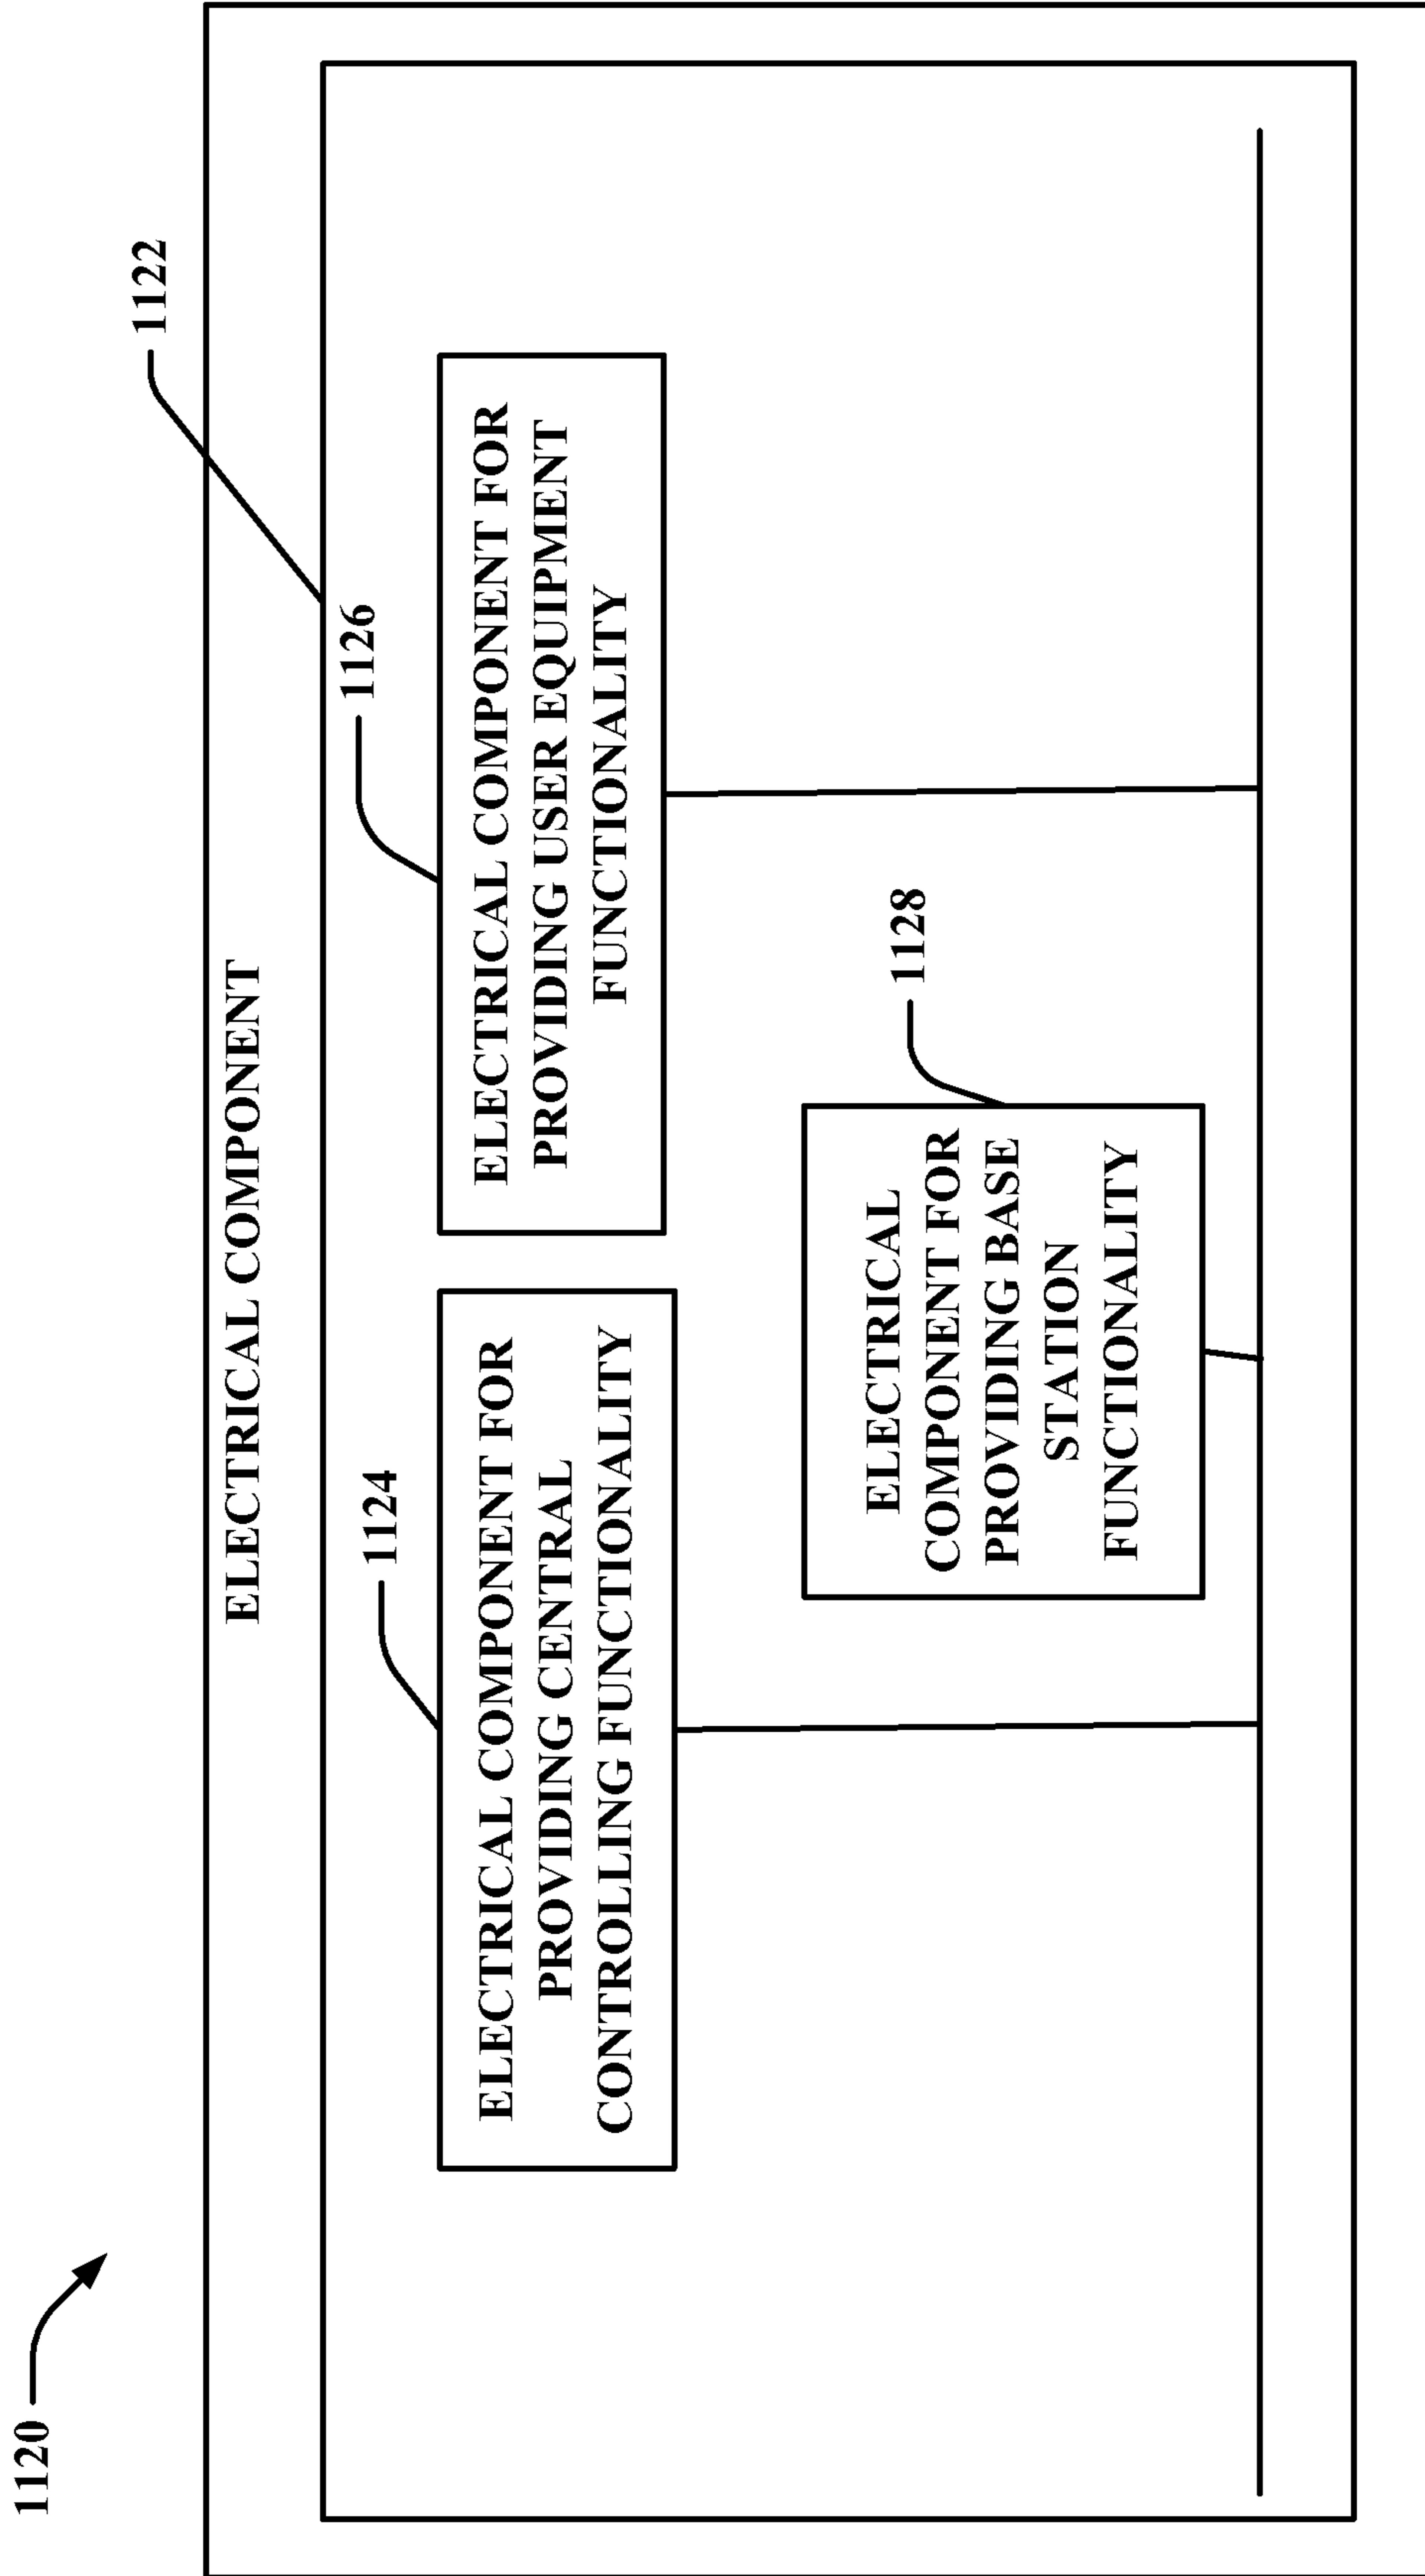 1120
1122
ELECTRICAL COMPONENT
1124
1126
ELECTRICAL COMPONENT FOR
PROVIDING CENTRAL
CONTROLLING FUNCTIONALITY
ELECTRICAL COMPONENT FOR
PROVIDING USER EQUIPMENT
FUNCTIONALITY
1128
ELECTRICAL
COMPONENT FOR
PROVIDING BASE
STATION
FUNCTIONALITY